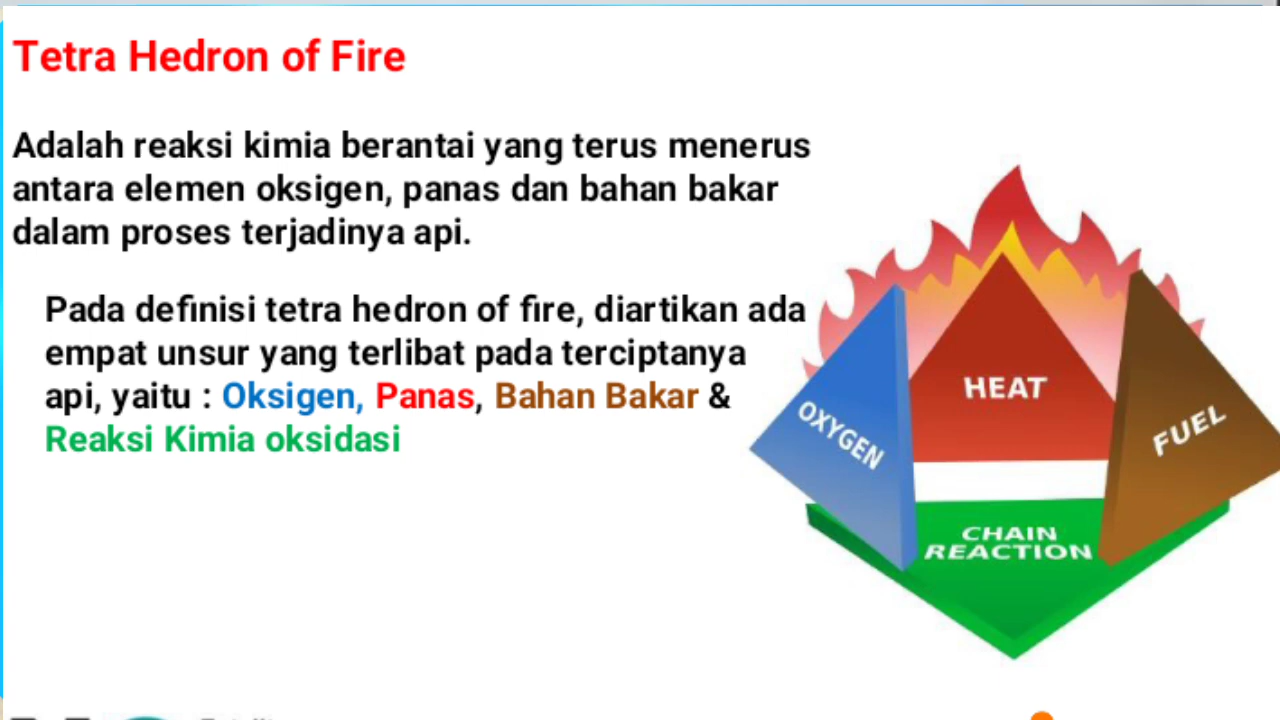 Tetra Hedron of Fire
Adalah reaksi kimia berantai yang terus menerus
antara elemen oksigen, panas dan bahan bakar
dalam proses terjadinya api.
Pada definisi tetra hedron of fire, diartikan ada
empat unsur yang terlibat pada terciptanya
api, yaitu : Oksigen, Panas, Bahan Bakar &
Reaksi Kimia oksidasi
HEAT
OXYGEN
FUEL
CHAIN
REACTION